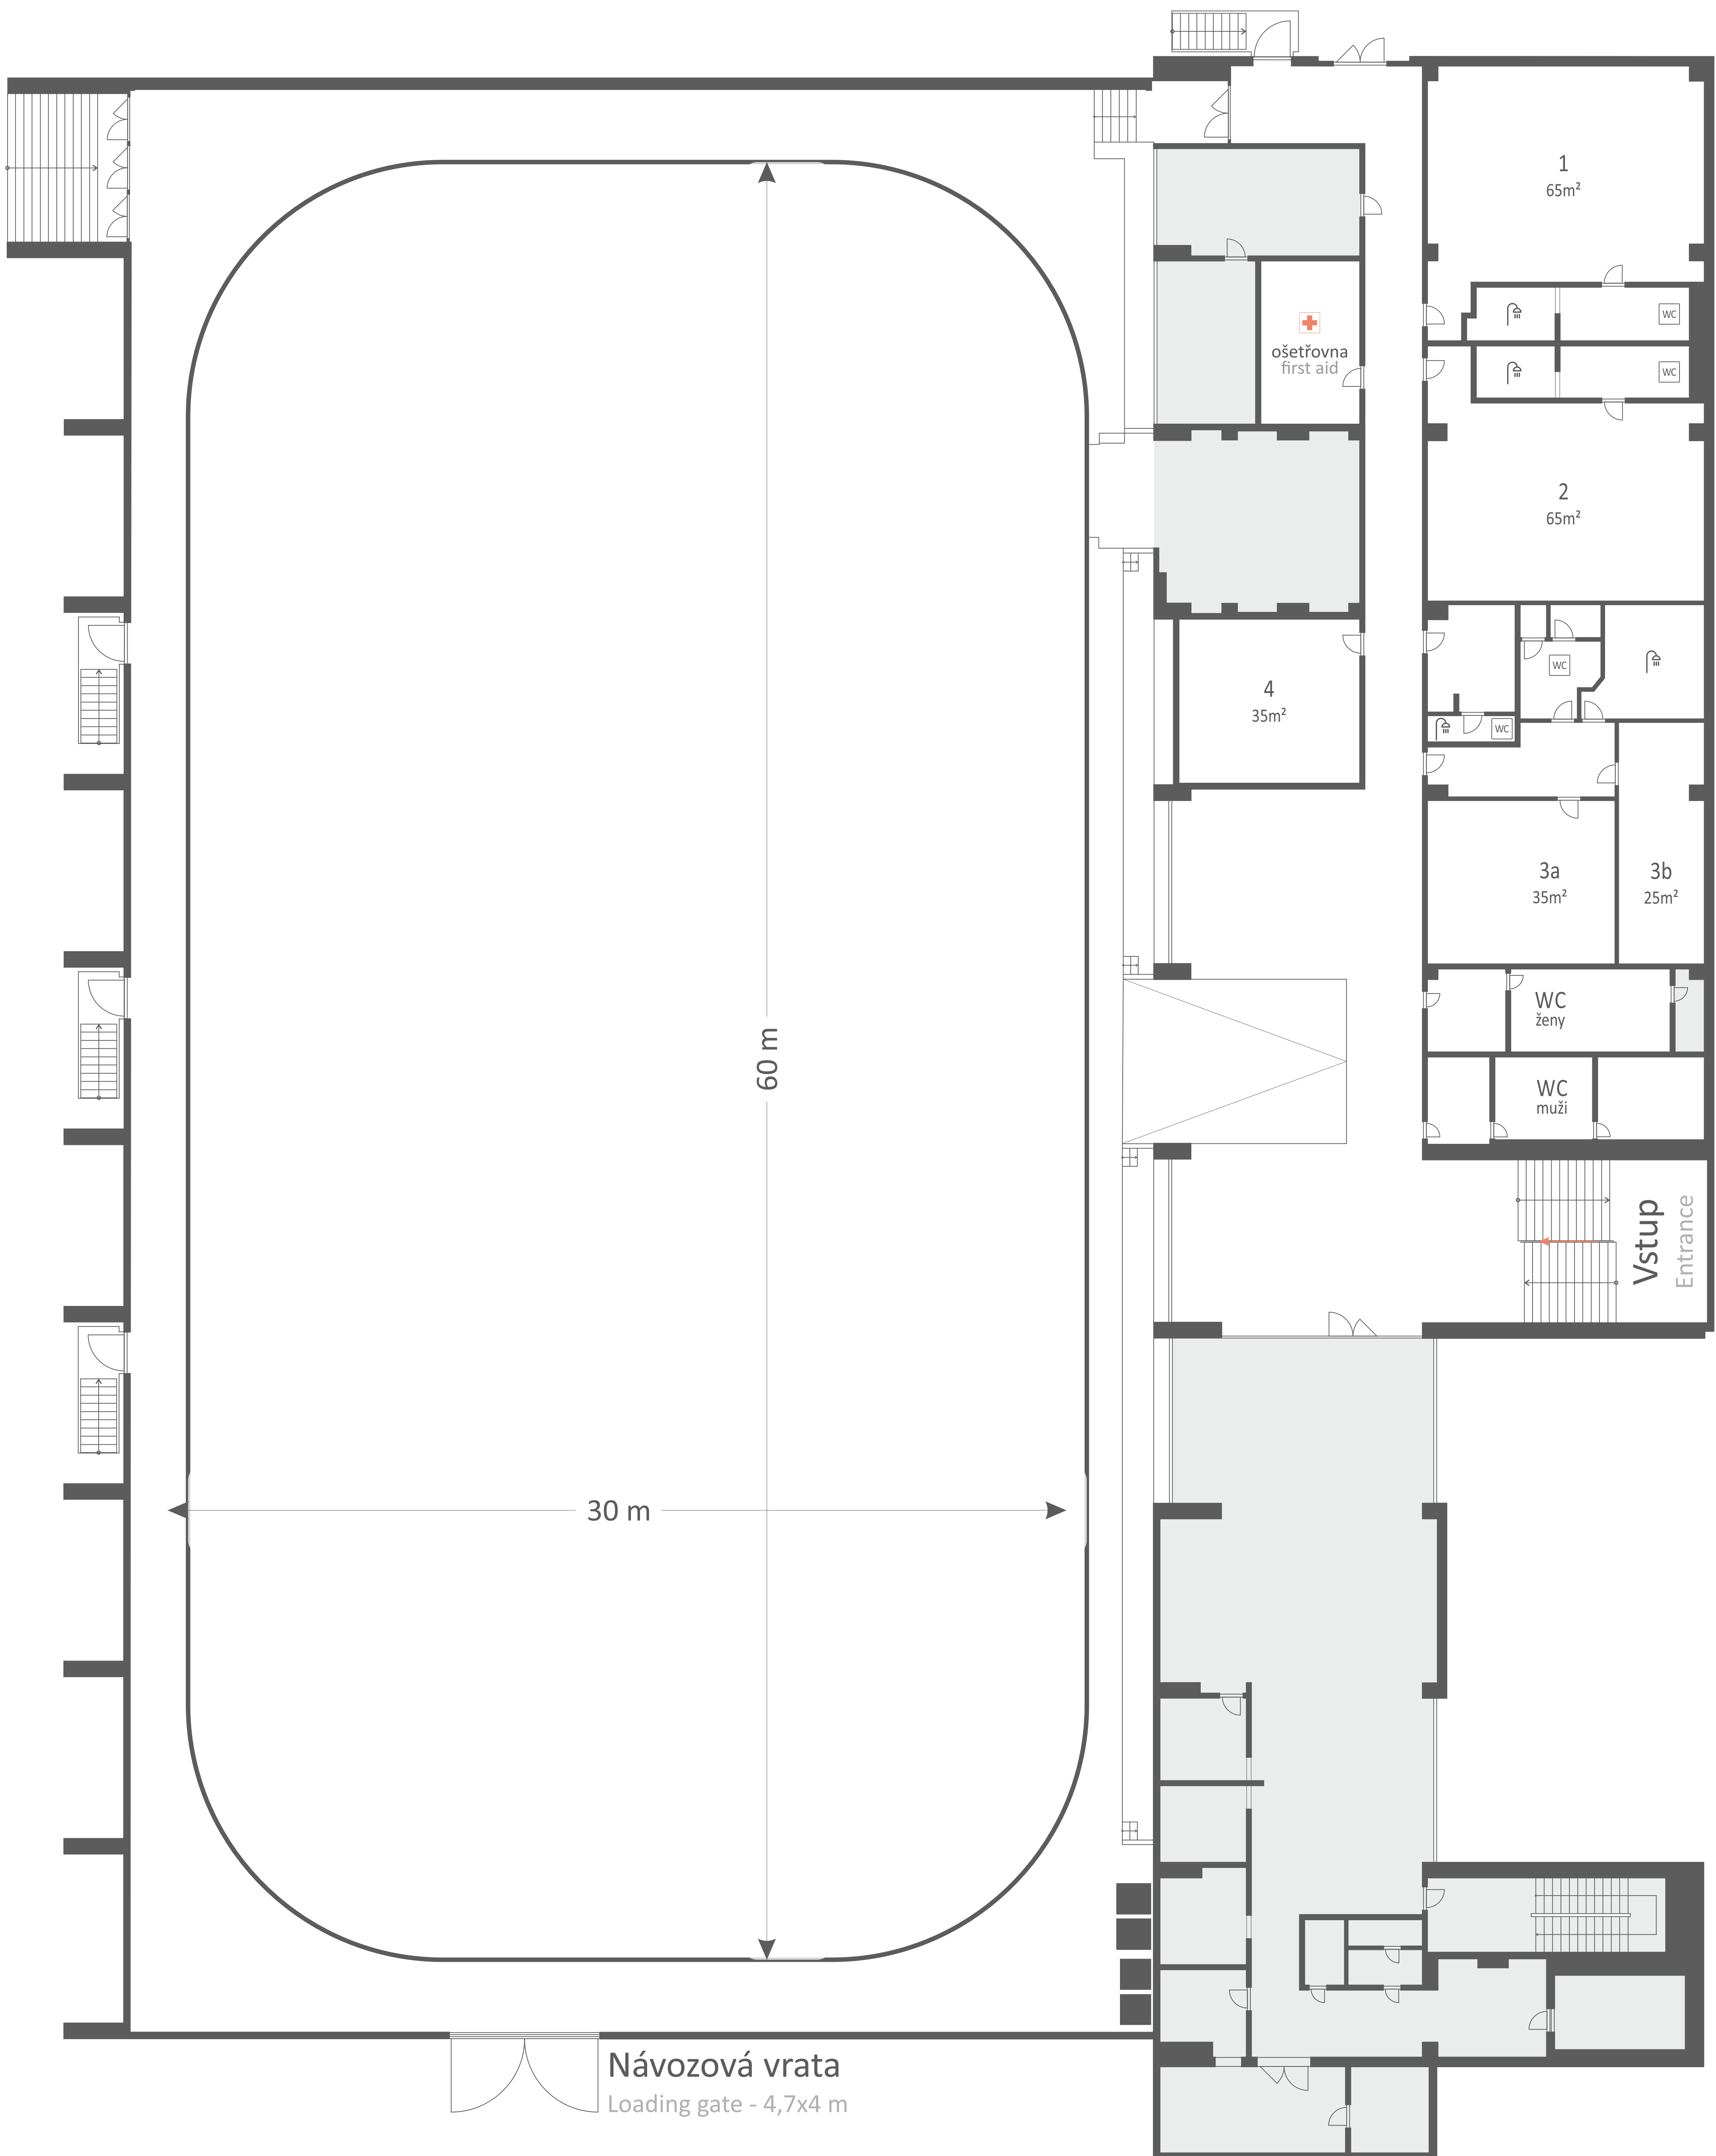 1
65m²
WC
ošetřovna
first aid
WC
2
65m²
WC
4
35m²
WC
3a
35m²
3b
25m²
WC
ženy
60 m
WC
muži
Vstup
Entrance
30 m
Návozová vrata
Loading gate - 4,7x4 m